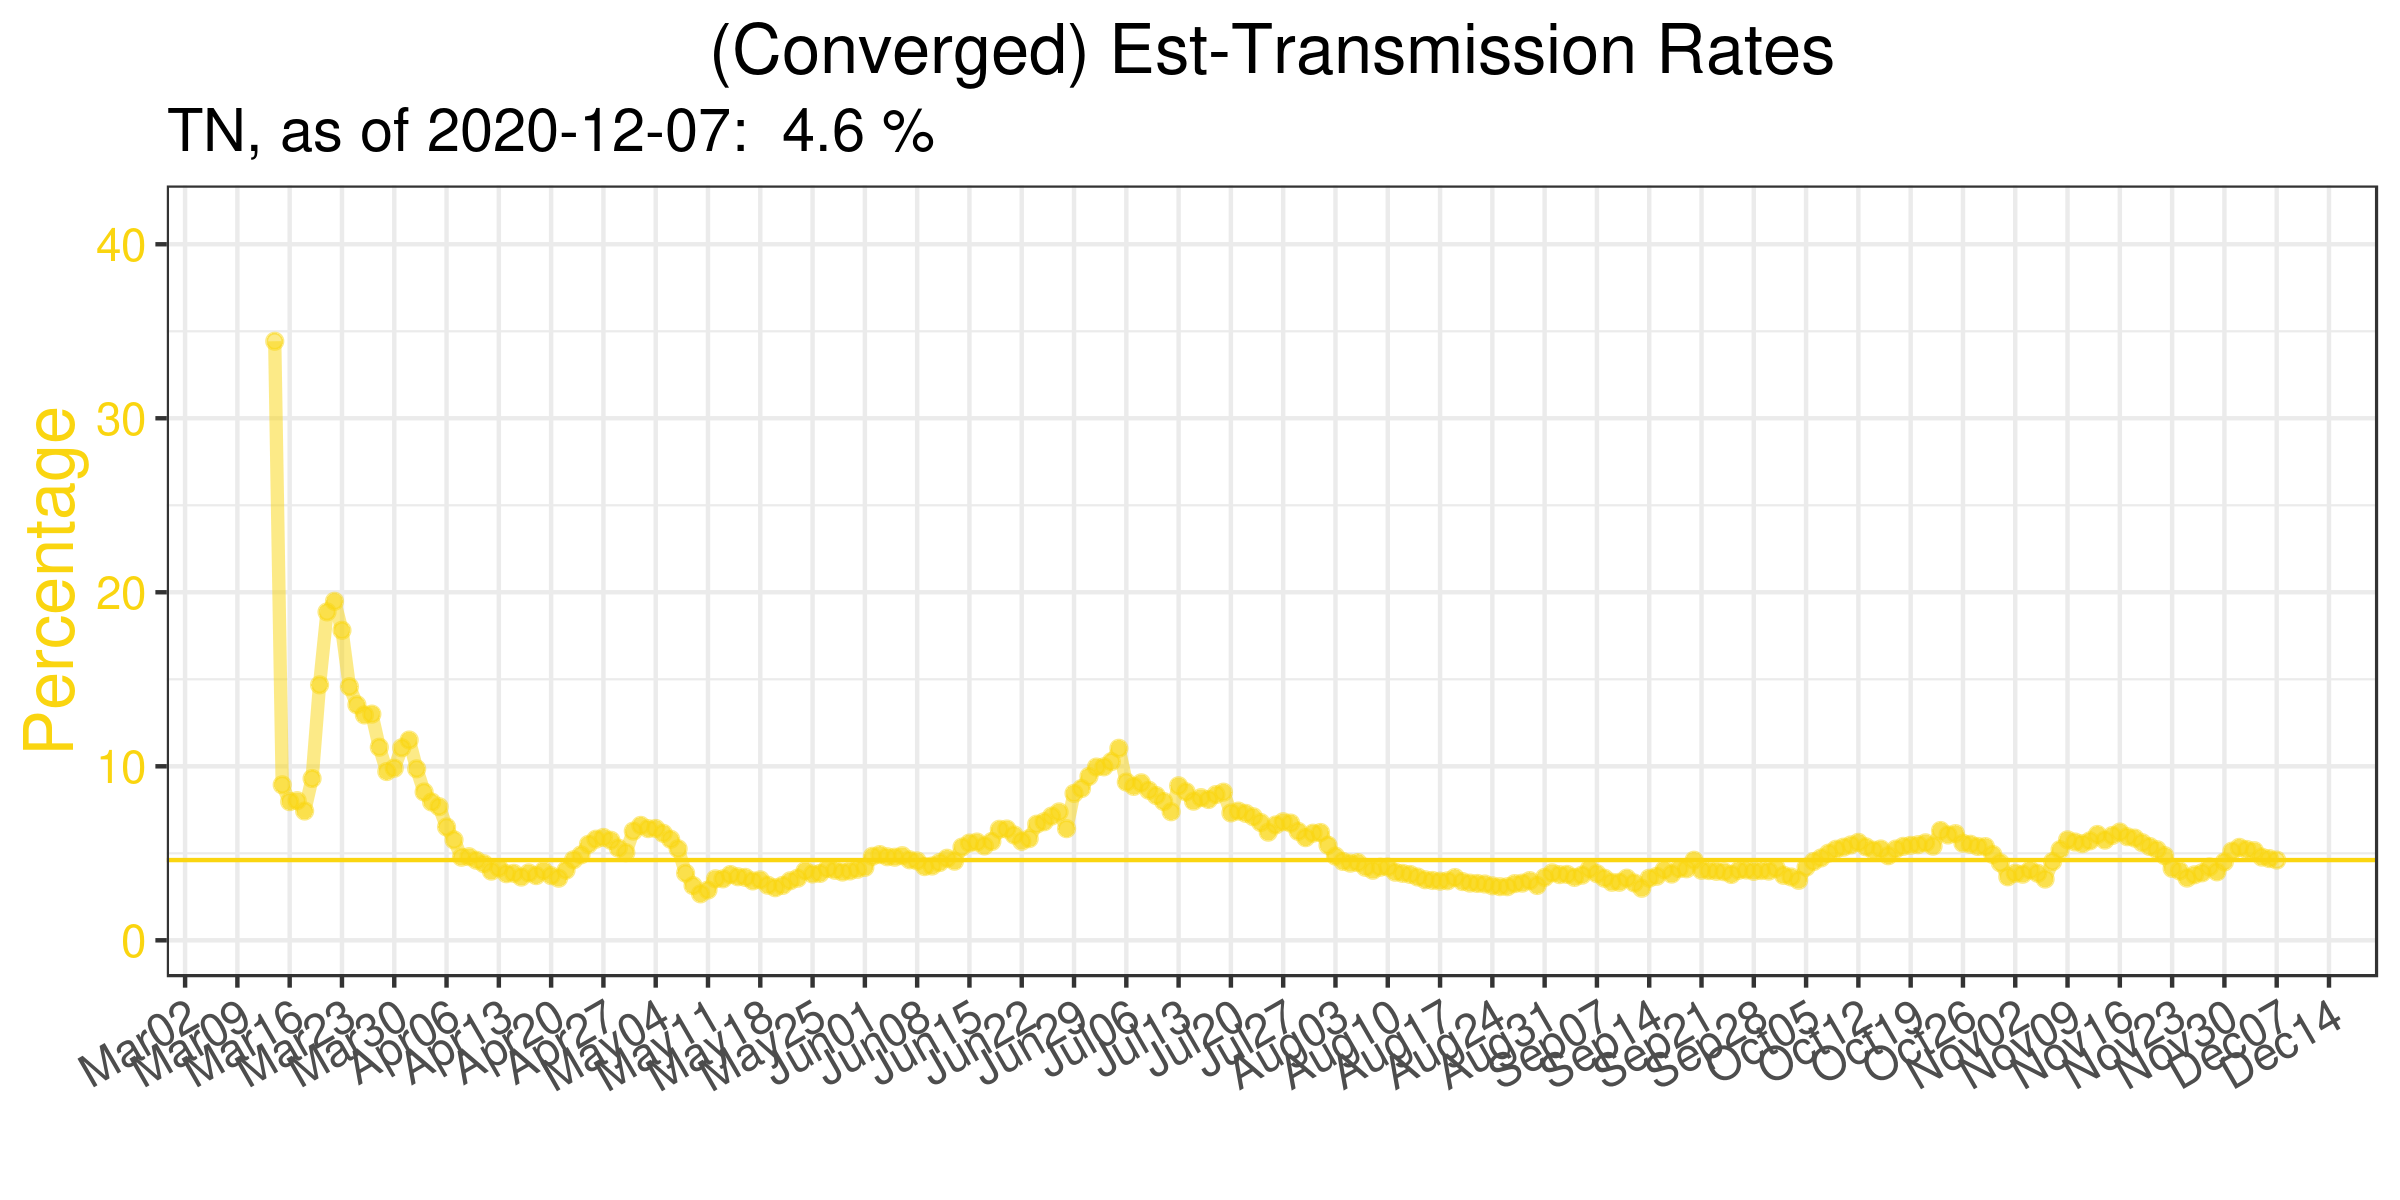 (Converged) Est-Transmission Rates
TN, as of 2020-12-07:  4.6 %
Percentage
40
30
20
10
0
Mar02
Mar09
Mar16
Mar23
Mar30
Apr06
Apr13
Apr20
Apr27
May04
May11
May18
May25
Jun01
Jun08
Jun15
Jun22
Jun29
Jul06
Jul13
Jul20
Jul27
Aug03
Aug10
Aug17
Aug24
Aug31
Sep07
Sep14
Sep21
Sep28
Oct05
Oct12
Oct19
Oct26
Nov02
Nov09
Nov16
Nov23
Nov30
Dec07
Dec14